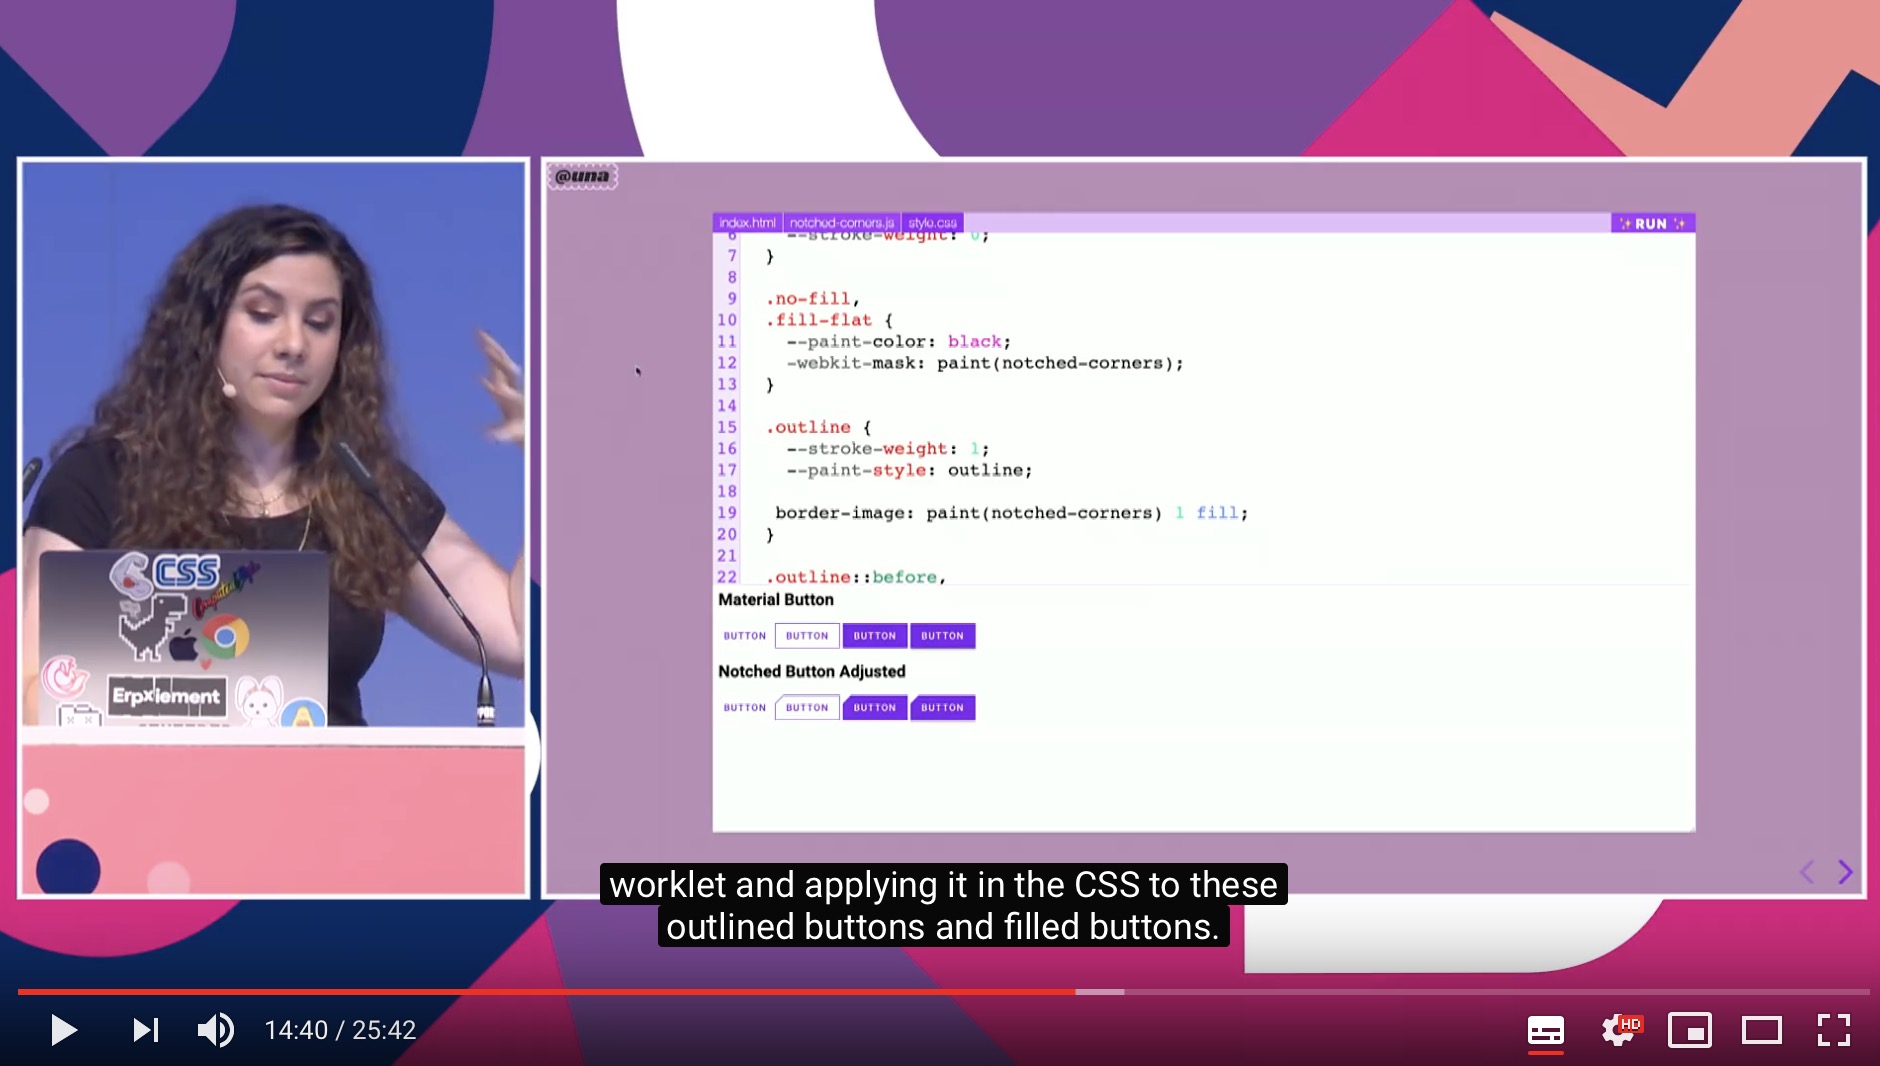 @una
index.html notched-corners.js style.css ✨RUN ✨
6 --stroke-weight: 0;
7 }
8
9 .no-fill,
10 .fill-flat {
11 --paint-color: black;
12 -webkit-mask: paint(notched-corners);
13 }
14
15 .outline {
16 --stroke-weight: 1;
17 --paint-style: outline;
18
19 border-image: paint(notched-corners) 1 fill;
20 }
21
22 .outline::before,
Material Button
BUTTON BUTTON BUTTON BUTTON
Notched Button Adjusted
BUTTON BUTTON BUTTON BUTTON
CSS
Erpxlement
worklet and applying it in the CSS to these
outlined buttons and filled buttons.
14:40 / 25:42
HD